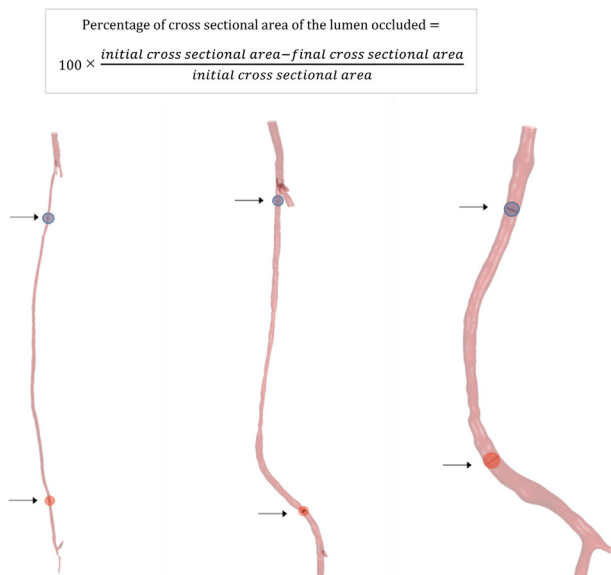 Percentage of cross sectional area of the lumen occluded =
100 × initial cross sectional area−final cross sectional area
initial cross sectional area